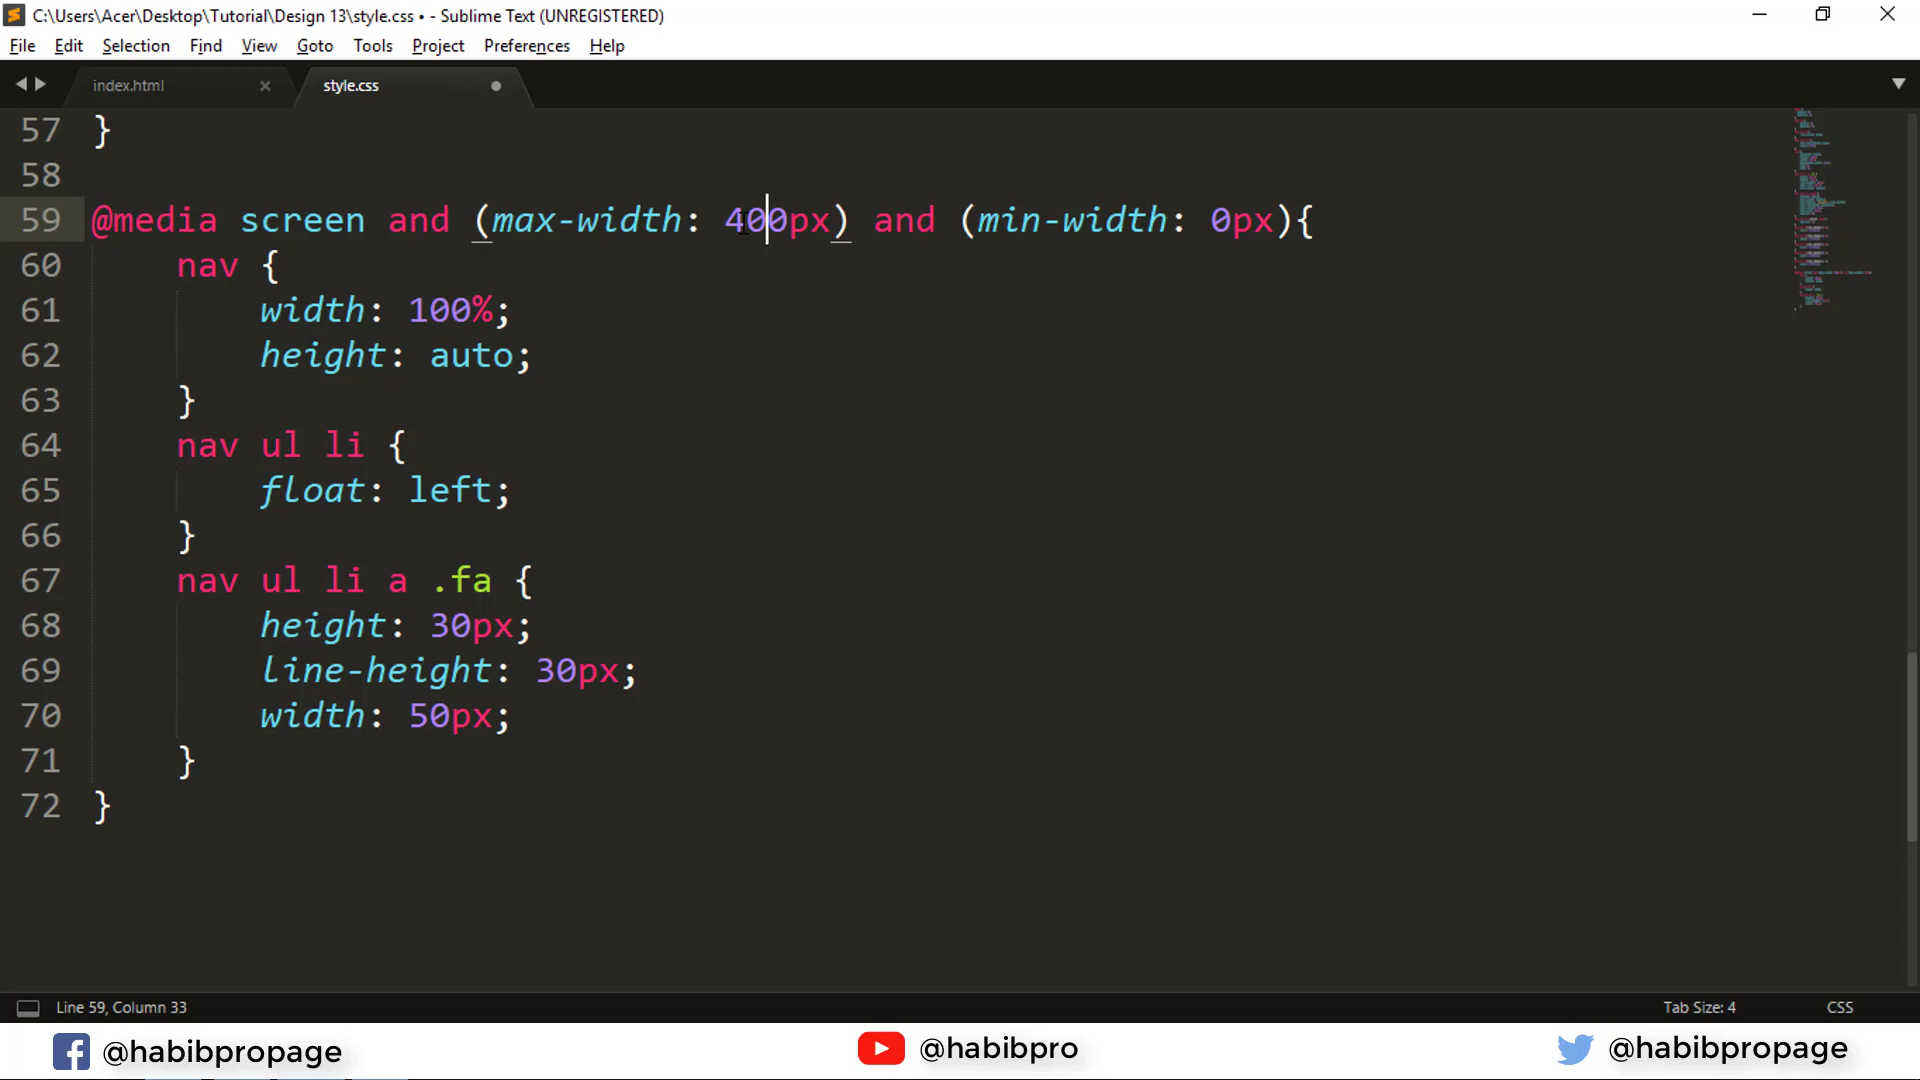 C:\Users\Acer\Desktop\Tutorial\Design 13\style.css • - Sublime Text (UNREGISTERED)
File Edit Selection Find View Goto Tools Project Preferences Help
index.html style.css
57 }
58
59 @media screen and (max-width: 400px) and (min-width: 0px){
60 nav {
61 width: 100%;
62 height: auto;
63 }
64 nav ul li {
65 float: left;
66 }
67 nav ul li a .fa {
68 height: 30px;
69 line-height: 30px;
70 width: 50px;
71 }
72 }
Line 59, Column 33 Tab Size: 4 CSS
@habibpropage @habibpro @habibpropage